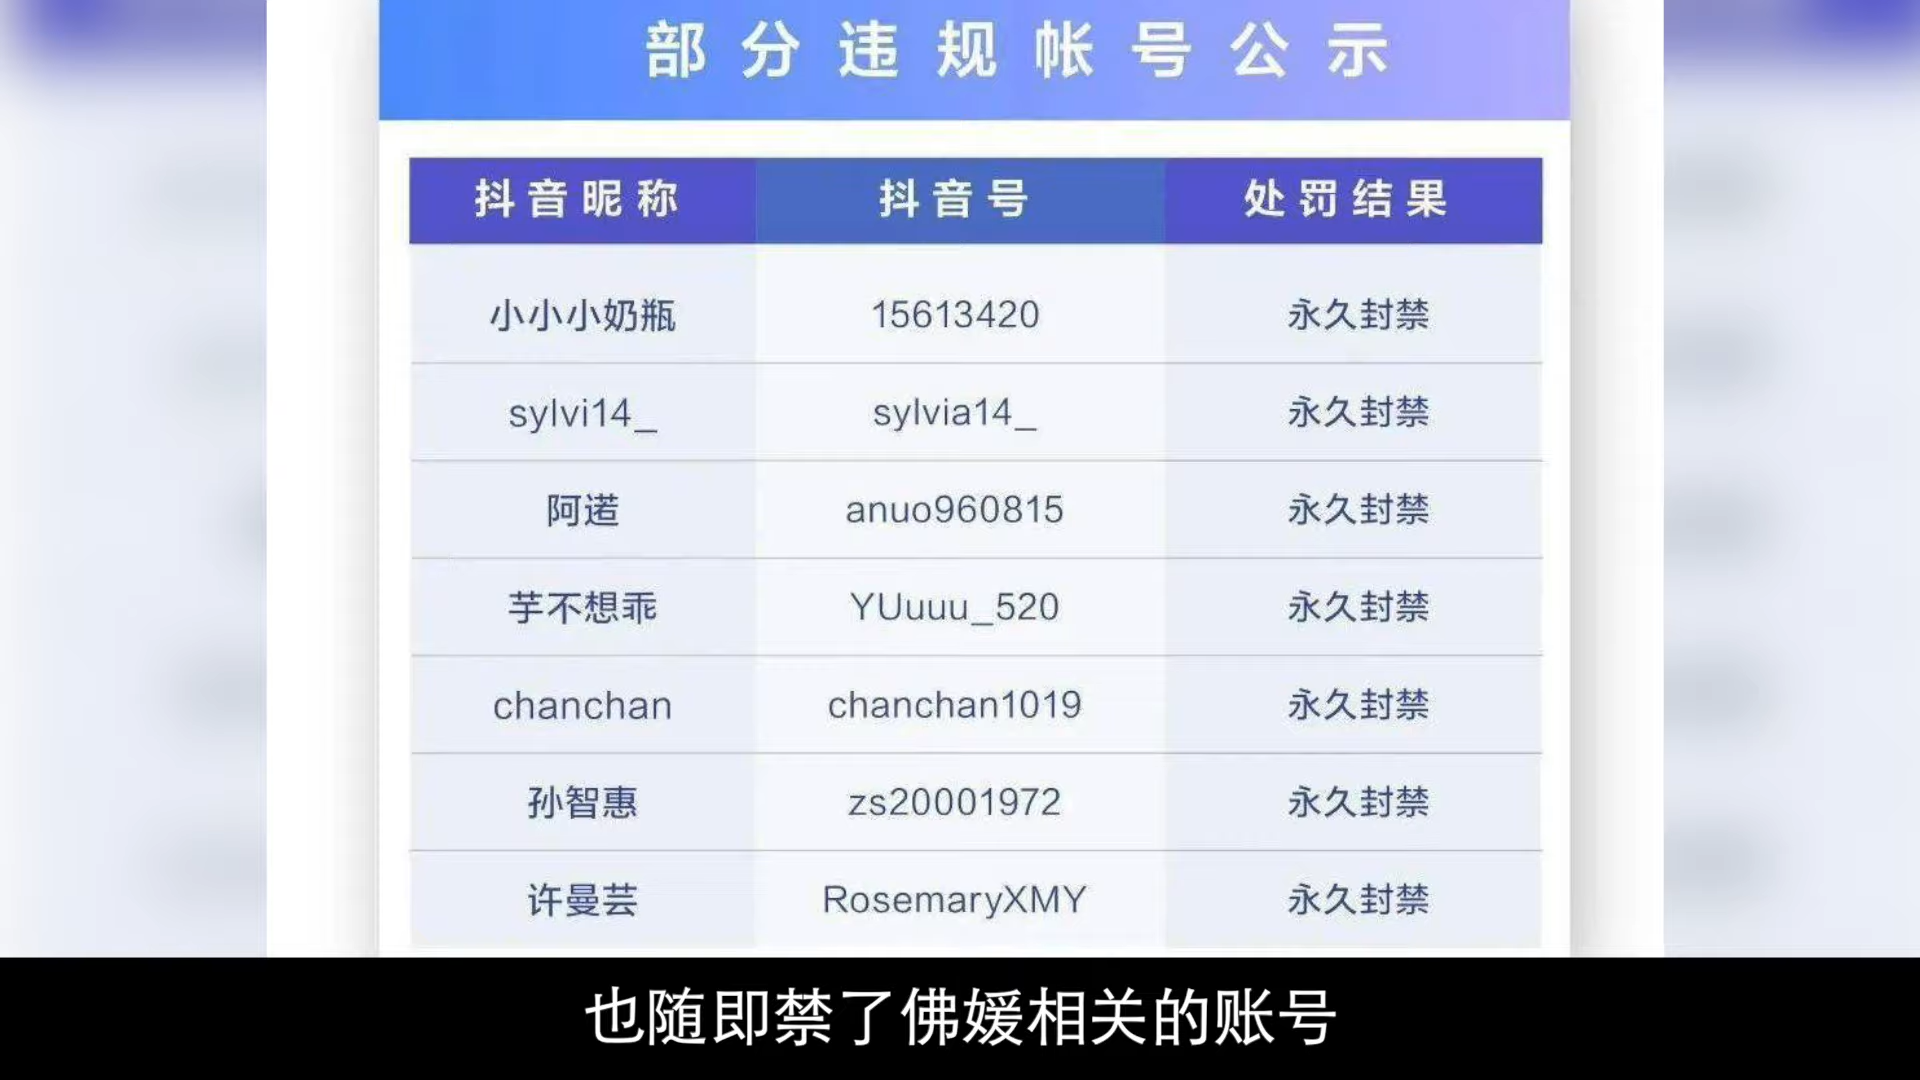 部分违规帐号公示
抖音昵称 抖音号 处罚结果
小小小奶瓶 15613420 永久封禁
sylvi14_ sylvia14_ 永久封禁
阿逽 anuo960815 永久封禁
芋不想乖 YUuuu_520 永久封禁
chanchan chanchan1019 永久封禁
孙智惠 zs20001972 永久封禁
许曼芸 RosemaryXMY 永久封禁
也随即禁了佛媛相关的账号